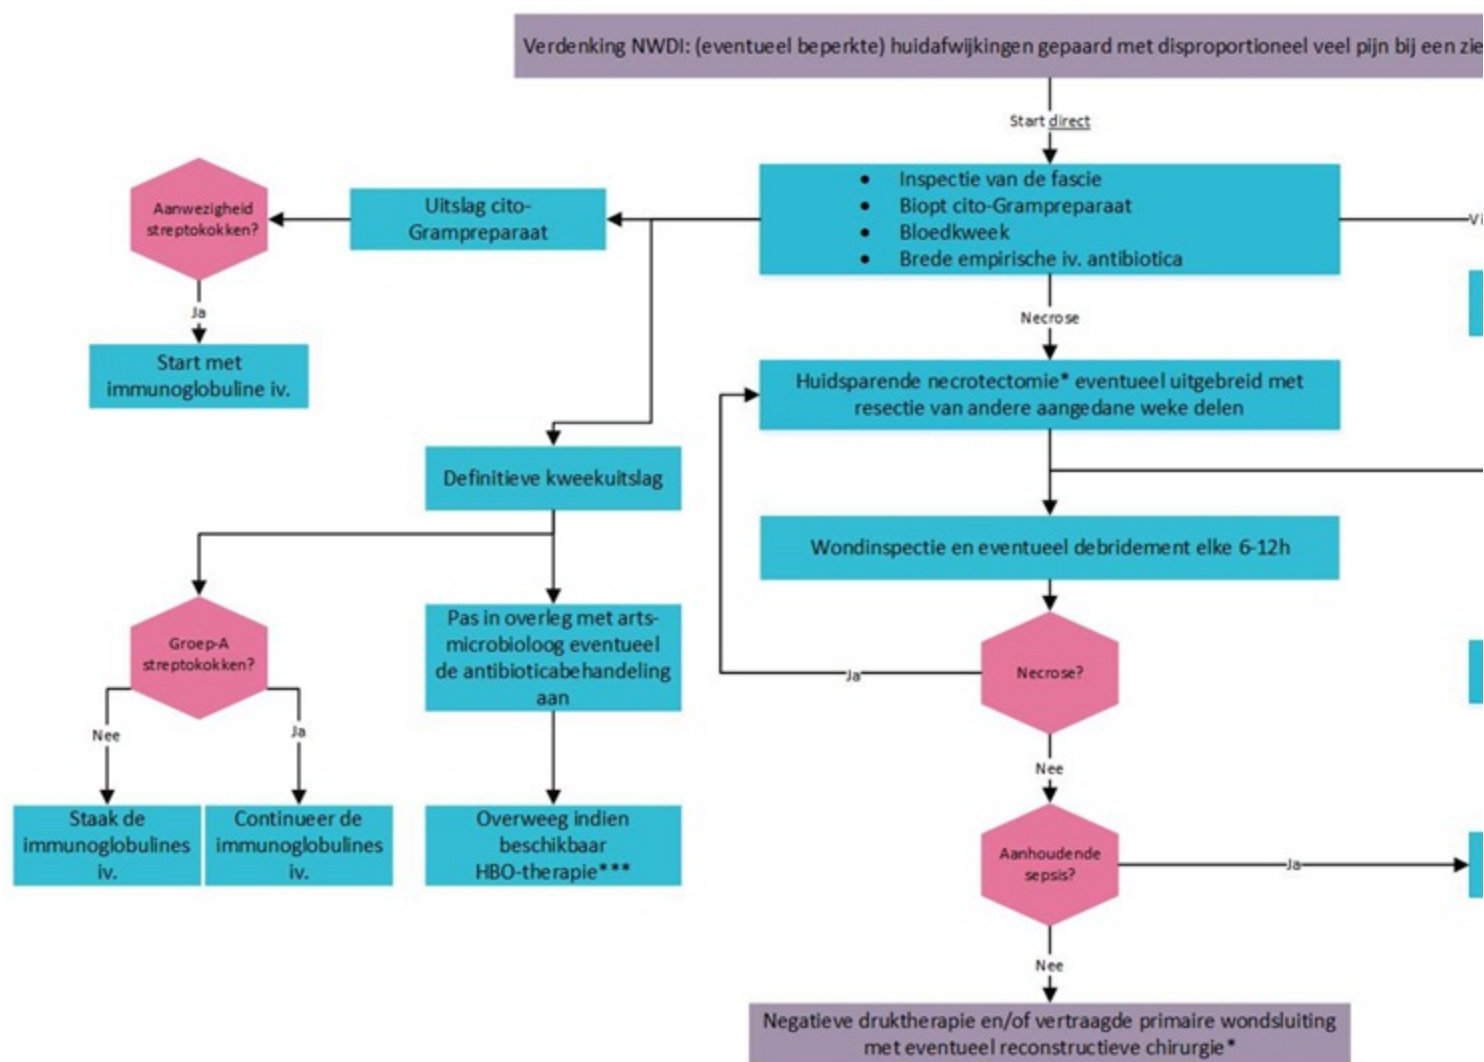 Verdenking NWDI: (eventueel beperkte) huidafwijkingen gepaard met disproportioneel veel pijn bij een zie
Start direct
• Inspectie van de fascie
• Biopt cito-Grampreparaat
• Bloedkweek
• Brede empirische iv. antibiotica
Vi
Uitslag cito-
Grampreparaat
Aanwezigheid
streptokokken?
Ja
Start met
immunoglobuline iv.
Necrose
Huidsparende necrotectomie* eventueel uitgebreid met
resectie van andere aangedane weke delen
Definitieve kweekuitslag
Wondinspectie en eventueel debridement elke 6-12h
Groep-A
streptokokken?
Pas in overleg met arts-
microbioloog eventueel
de antibioticabehandeling
aan
Necrose?
Ja
Nee
Ja
Nee
Staak de
immunoglobulines
iv.
Continueer de
immunoglobulines
iv.
Overweeg indien
beschikbaar
HBO-therapie***
Aanhoudende
sepsis?
Ja
Nee
Negatieve druktherapie en/of vertraagde primaire wondsluiting
met eventueel reconstructieve chirurgie*